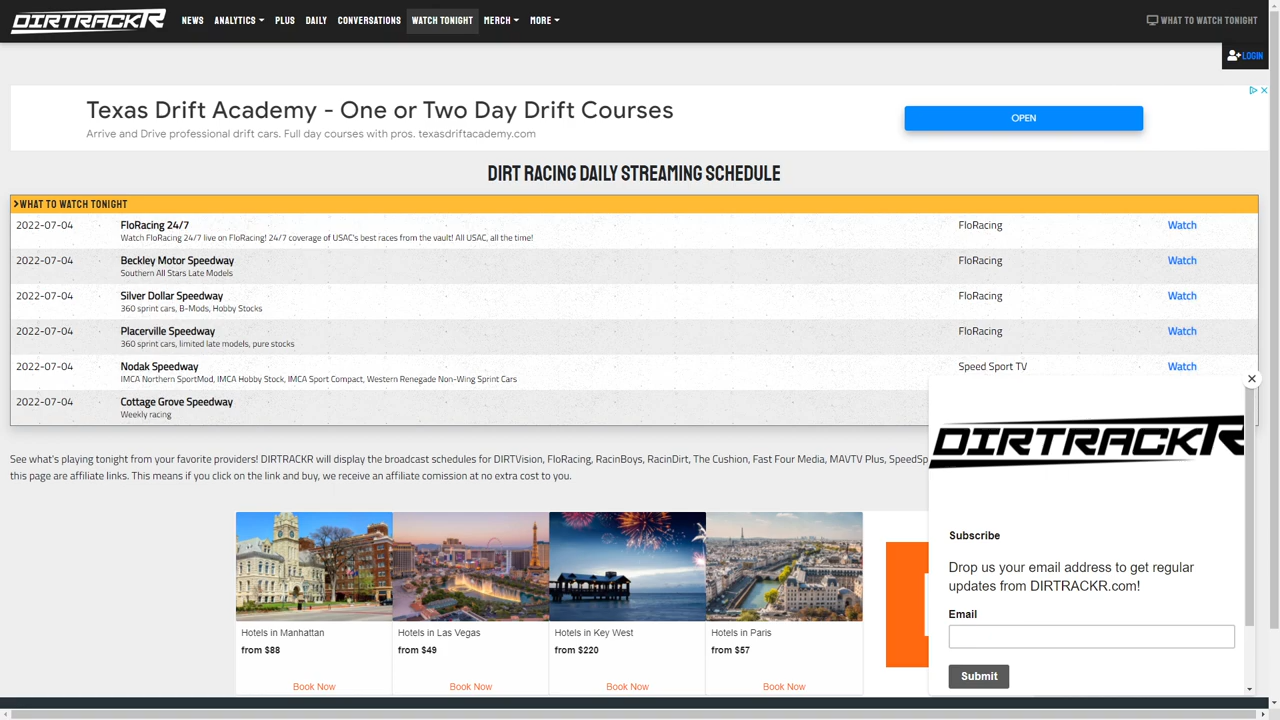 DIRTRACKR
NEWS
ANALYTICS
PLUS
DAILY
CONVERSATIONS
WATCH TONIGHT
MERCH
MORE
WHAT TO WATCH TONIGHT
LOGIN
Texas Drift Academy - One or Two Day Drift Courses
Arrive and Drive professional drift cars. Full day courses with pros. texasdriftacademy.com
OPEN
DIRT RACING DAILY STREAMING SCHEDULE
WHAT TO WATCH TONIGHT
2022-07-04 FloRacing 24/7 FloRacing Watch
Watch FloRacing 24/7 live on FloRacing! 24/7 coverage of USAC's best races from the vault! All USAC, all the time!
2022-07-04 Beckley Motor Speedway FloRacing Watch
Southern All Stars Late Models
2022-07-04 Silver Dollar Speedway FloRacing Watch
360 sprint cars, B-Mods, Hobby Stocks
2022-07-04 Placerville Speedway FloRacing Watch
360 sprint cars, limited late models, pure stocks
2022-07-04 Nodak Speedway Speed Sport TV Watch
IMCA Northern SportMod, IMCA Hobby Stock, IMCA Sport Compact, Western Renegade Non-Wing Sprint Cars
2022-07-04 Cottage Grove Speedway
Weekly racing
See what's playing tonight from your favorite providers! DIRTRACKR will display the broadcast schedules for DIRTVision, FloRacing, RacinBoys, RacinDirt, The Cushion, Fast Four Media, MAVTV Plus, SpeedSp
this page are affiliate links. This means if you click on the link and buy, we receive an affiliate comission at no extra cost to you.
Hotels in Manhattan
from $88
Book Now
Hotels in Las Vegas
from $49
Book Now
Hotels in Key West
from $220
Book Now
Hotels in Paris
from $57
Book Now
DIRTRACKR
Subscribe
Drop us your email address to get regular
updates from DIRTRACKR.com!
Email
Submit